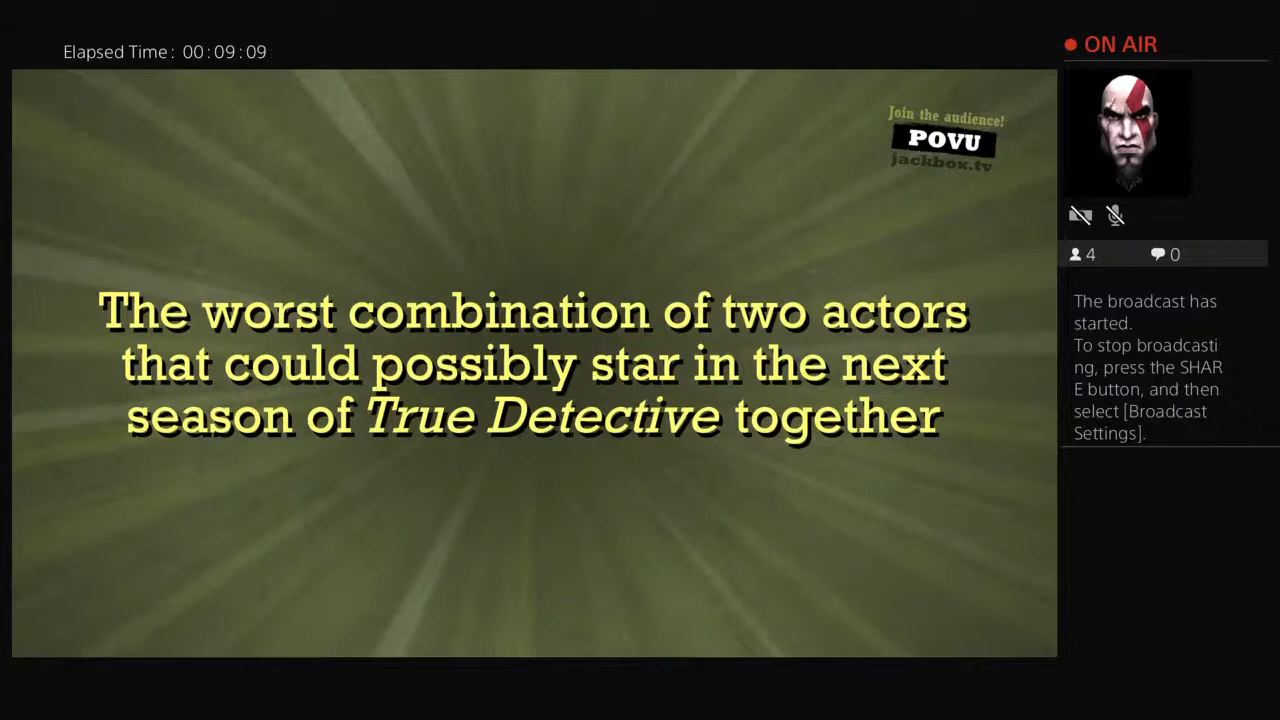 Elapsed Time: 00:09:09
ON AIR
Join the audience!
POVU
jackbox.tv
4
0
The worst combination of two actors
that could possibly star in the next
season of True Detective together
The broadcast has
started.
To stop broadcasti
ng, press the SHAR
E button, and then
select [Broadcast
Settings].